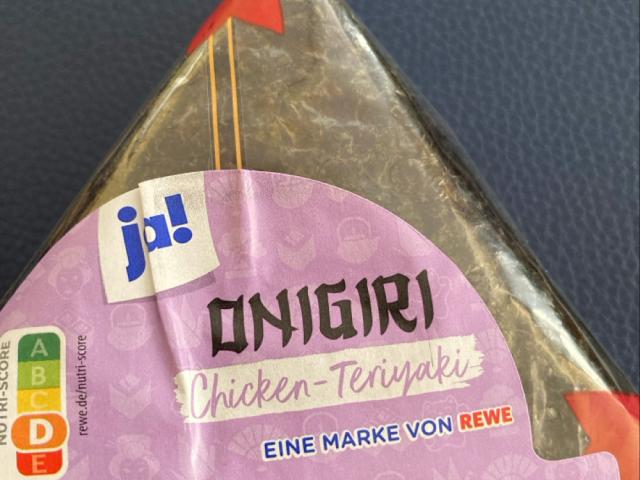 ja!
ONIGIRI
Chicken-Teriyaki
EINE MARKE VON REWE
NUTRI-SCORE
A
B
C
D
E
rewe.de/nutri-score